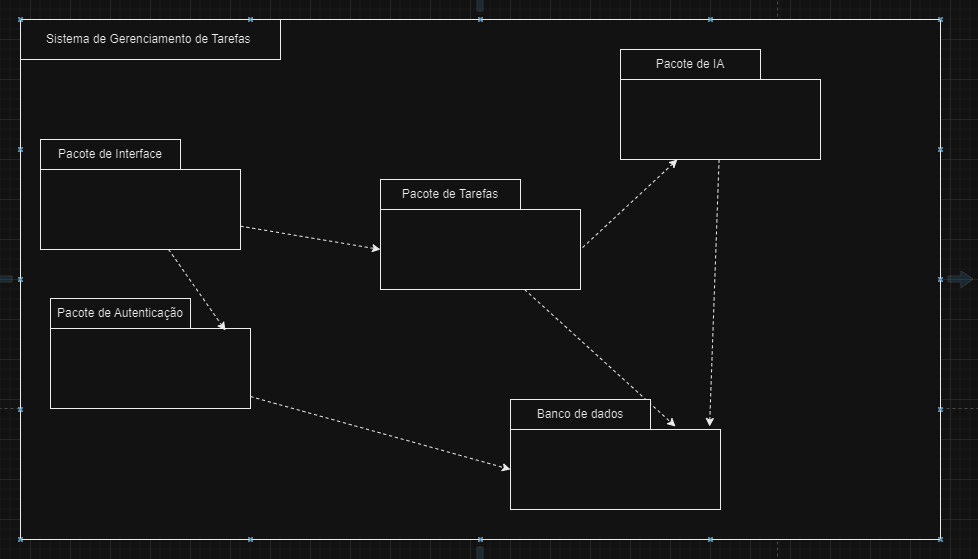 Sistema de Gerenciamento de Tarefas
Pacote de IA
Pacote de Interface
Pacote de Tarefas
Pacote de Autenticação
Banco de dados